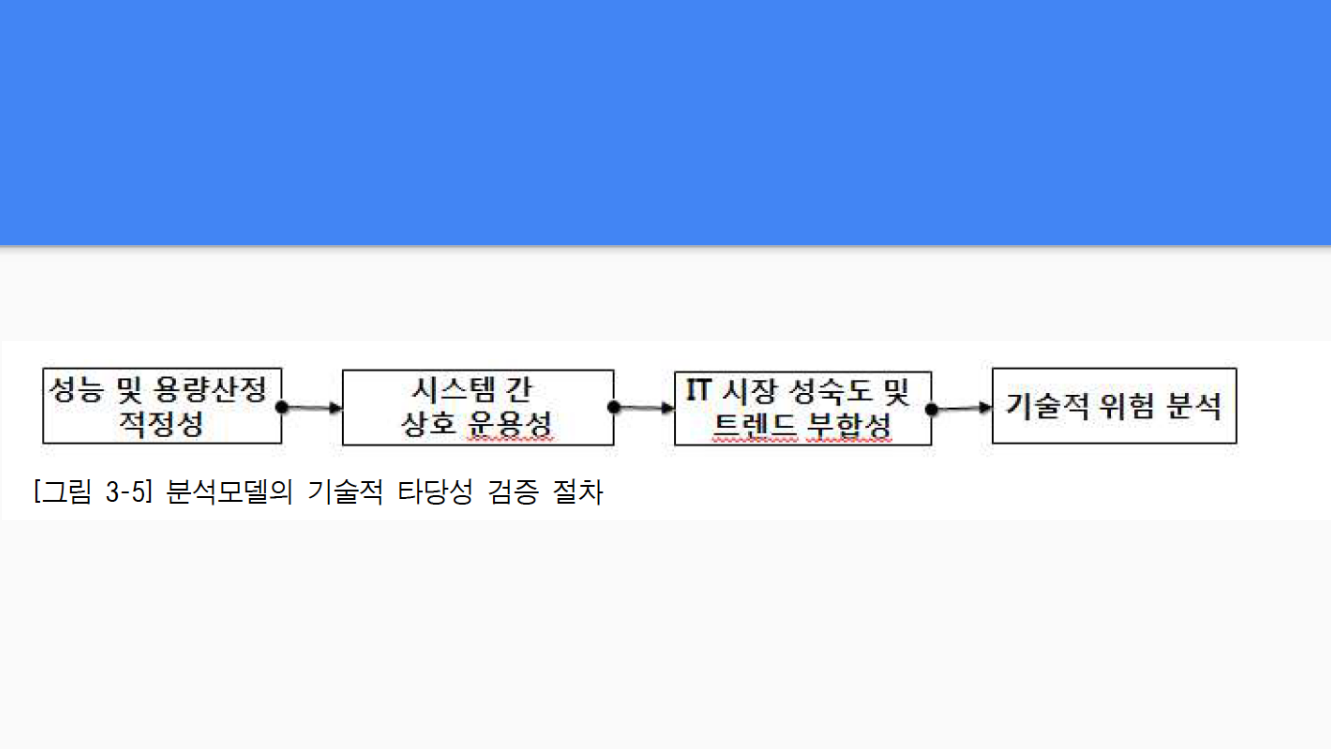 성능 및 용량산정
적정성
시스템 간
상호 운용성
IT 시장 성숙도 및
트렌드 부합성
기술적 위험 분석
[그림 3-5] 분석모델의 기술적 타당성 검증 절차